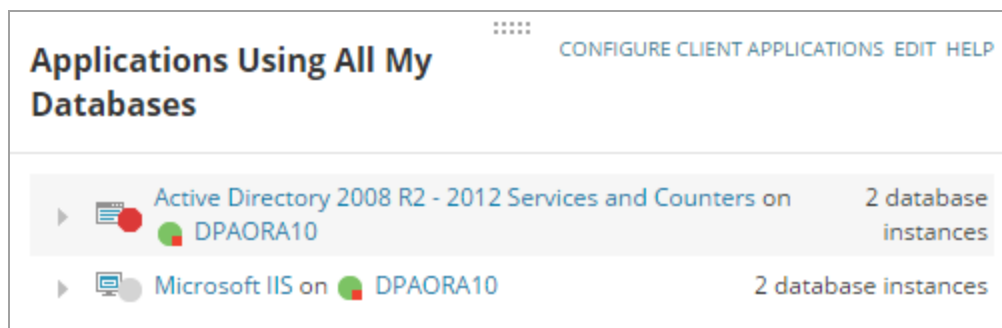 Applications Using All My
Databases
CONFIGURE CLIENT APPLICATIONS EDIT HELP
Active Directory 2008 R2 - 2012 Services and Counters on
DPAORA10
2 database
instances
Microsoft IIS on DPAORA10
2 database instances